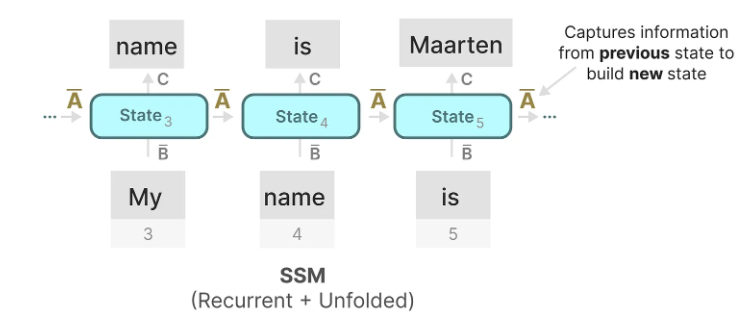 name is Maarten
Captures information
from previous state to
build new state
C C C
A̅ State3 A̅ State4 A̅ State5 A̅
... ...
B̅ B̅ B̅
My name is
3 4 5
SSM
(Recurrent + Unfolded)